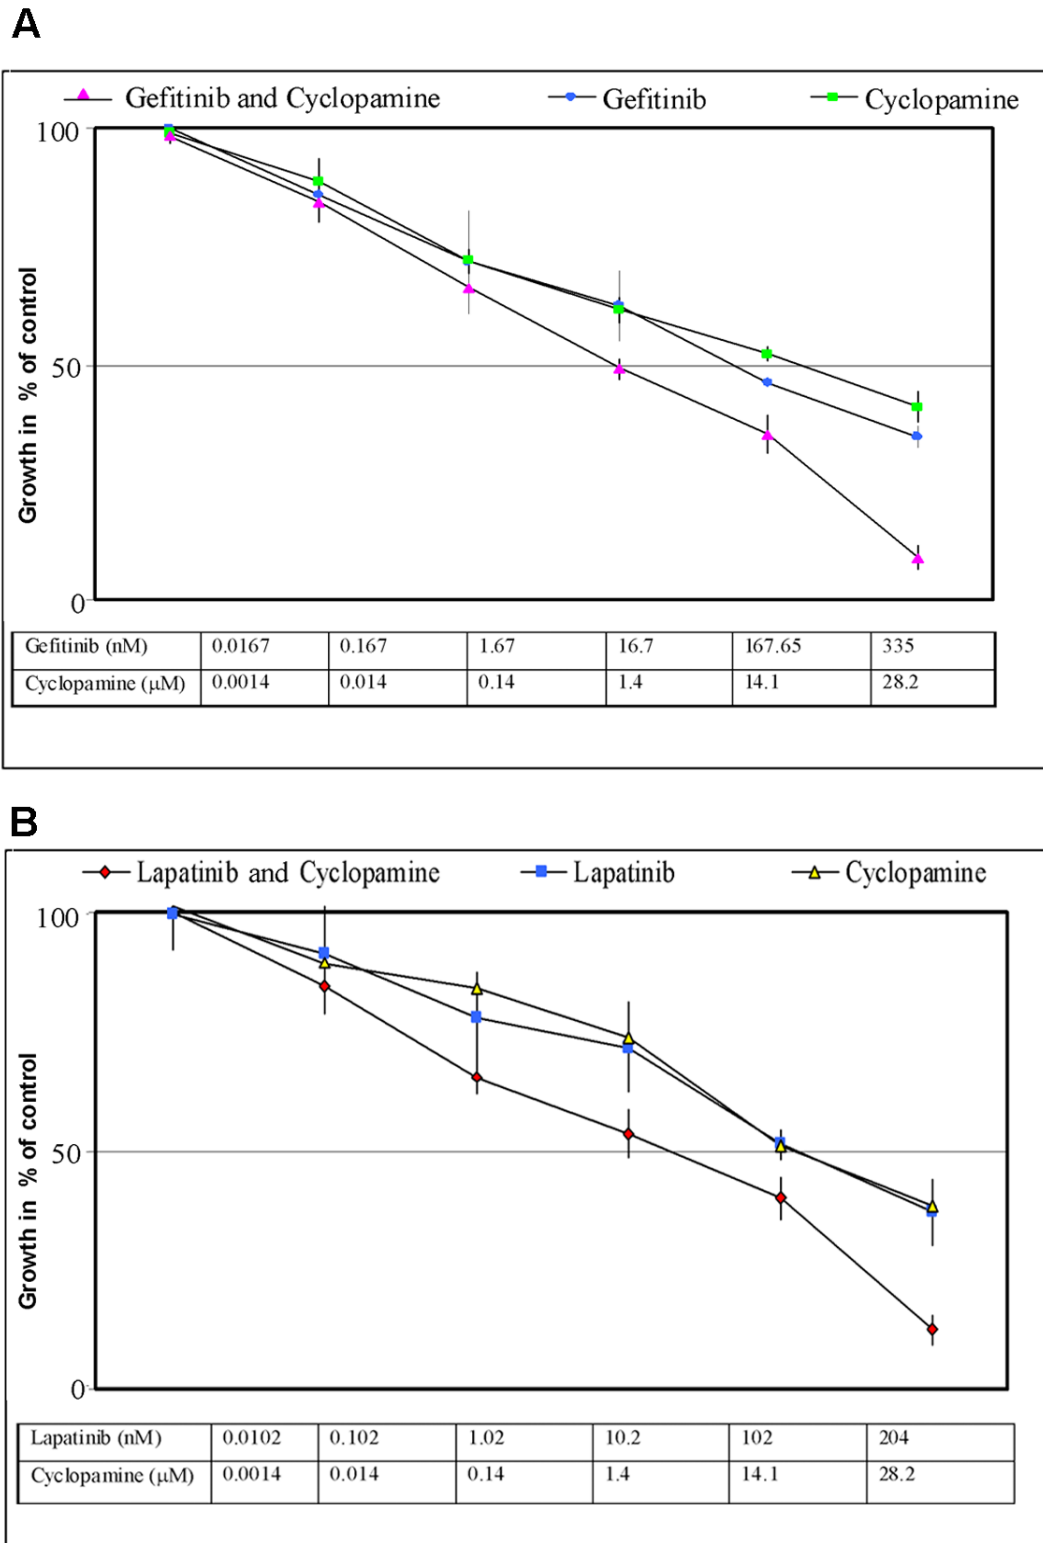 A
Gefitinib and Cyclopamine Gefitinib Cyclopamine
100
50
0
Growth in % of control
Gefitinib (nM) 0.0167 0.167 1.67 16.7 167.65 335
Cyclopamine (µM) 0.0014 0.014 0.14 1.4 14.1 28.2
B
Lapatinib and Cyclopamine Lapatinib Cyclopamine
100
50
0
Growth in % of control
Lapatinib (nM) 0.0102 0.102 1.02 10.2 102 204
Cyclopamine (µM) 0.0014 0.014 0.14 1.4 14.1 28.2